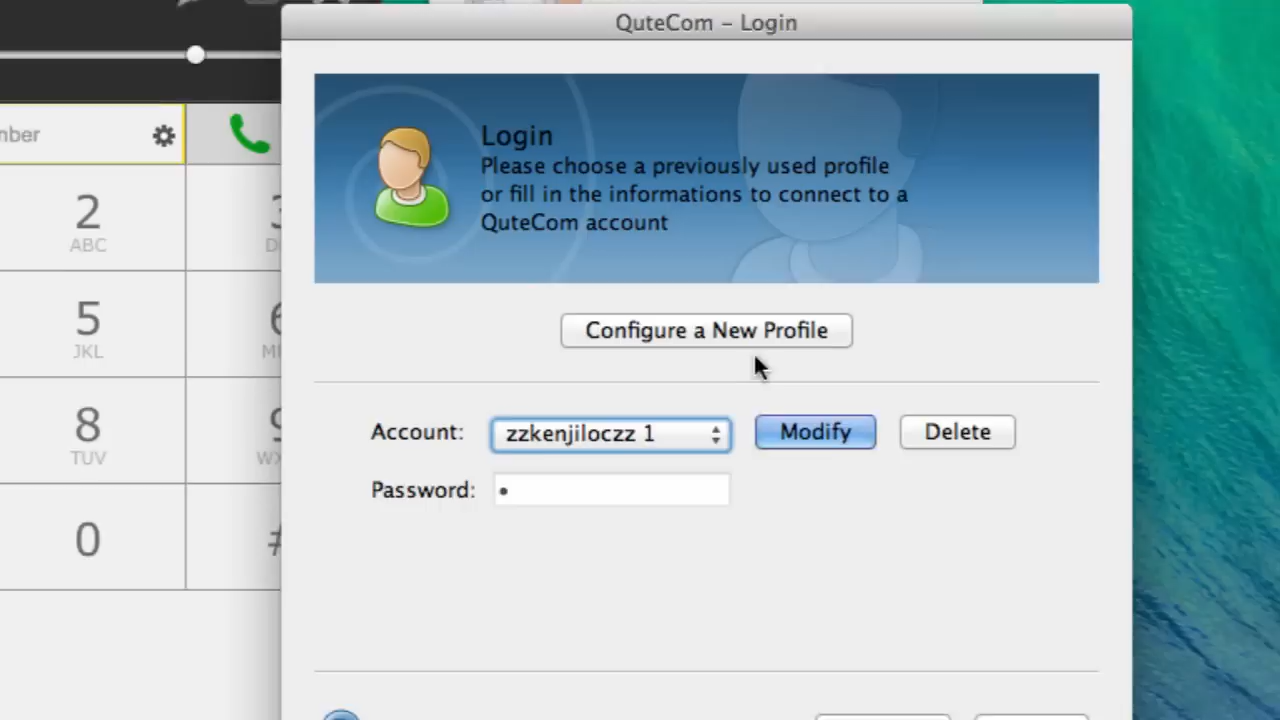 QuteCom – Login
Login
Please choose a previously used profile
or fill in the informations to connect to a
QuteCom account
Configure a New Profile
Account: zzkenjiloczz 1 Modify Delete
Password: •
2
ABC
5
JKL
8
TUV
0